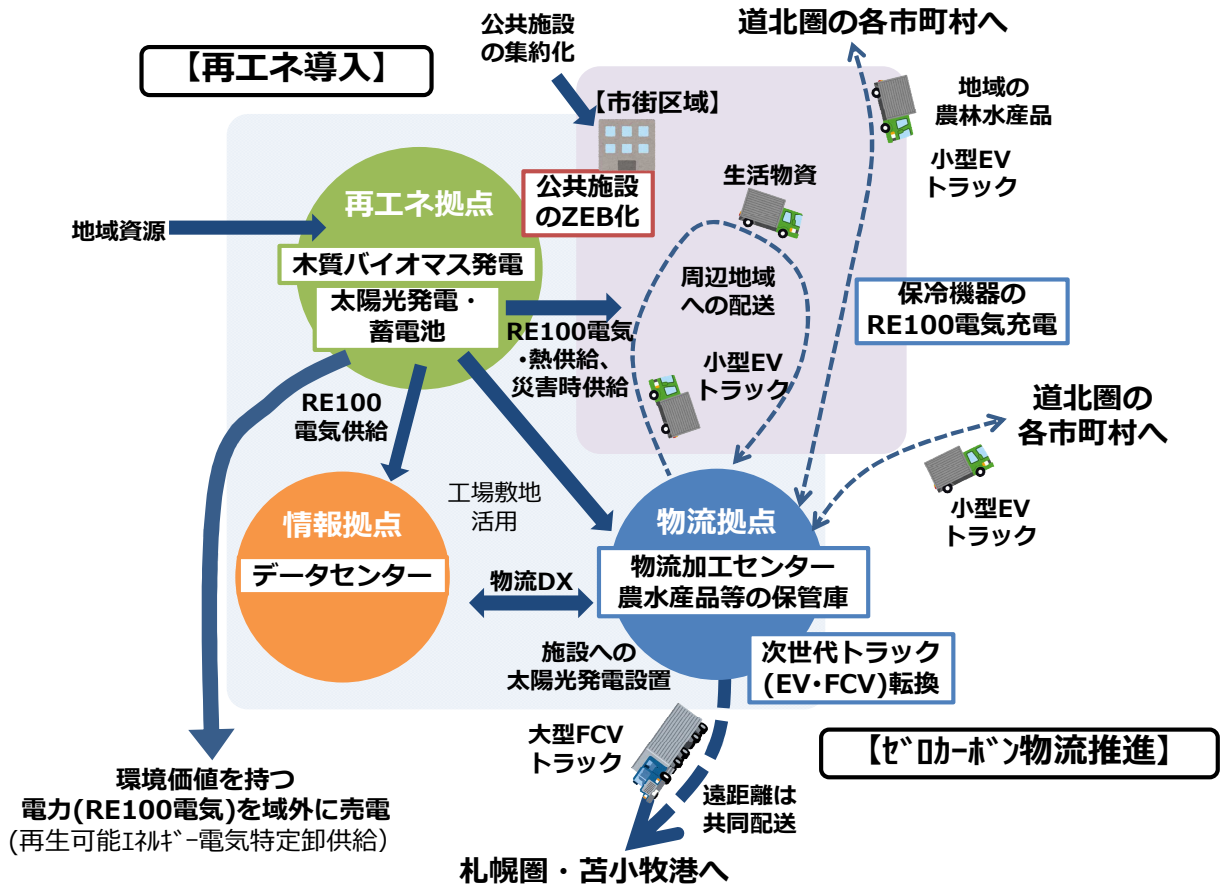 【再エネ導入】
公共施設
の集約化
道北圏の各市町村へ
【市街区域】
地域の
農林水産品
小型EV
トラック
公共施設
のZEB化
生活物資
再エネ拠点
地域資源
木質バイオマス発電
太陽光発電・
蓄電池
RE100電気
・熱供給、
災害時供給
周辺地域
への配送
小型EV
トラック
保冷機器の
RE100電気充電
RE100
電気供給
道北圏の
各市町村へ
小型EV
トラック
工場敷地
活用
情報拠点
データセンター
物流DX
物流拠点
物流加工センター
農水産品等の保管庫
施設への
太陽光発電設置
次世代トラック
(EV・FCV)転換
大型FCV
トラック
【ｾﾞﾛｶｰﾎﾞﾝ物流推進】
環境価値を持つ
電力(RE100電気)を域外に売電
(再生可能ｴﾈﾙｷﾞｰ電気特定卸供給）
遠距離は
共同配送
札幌圏・苫小牧港へ